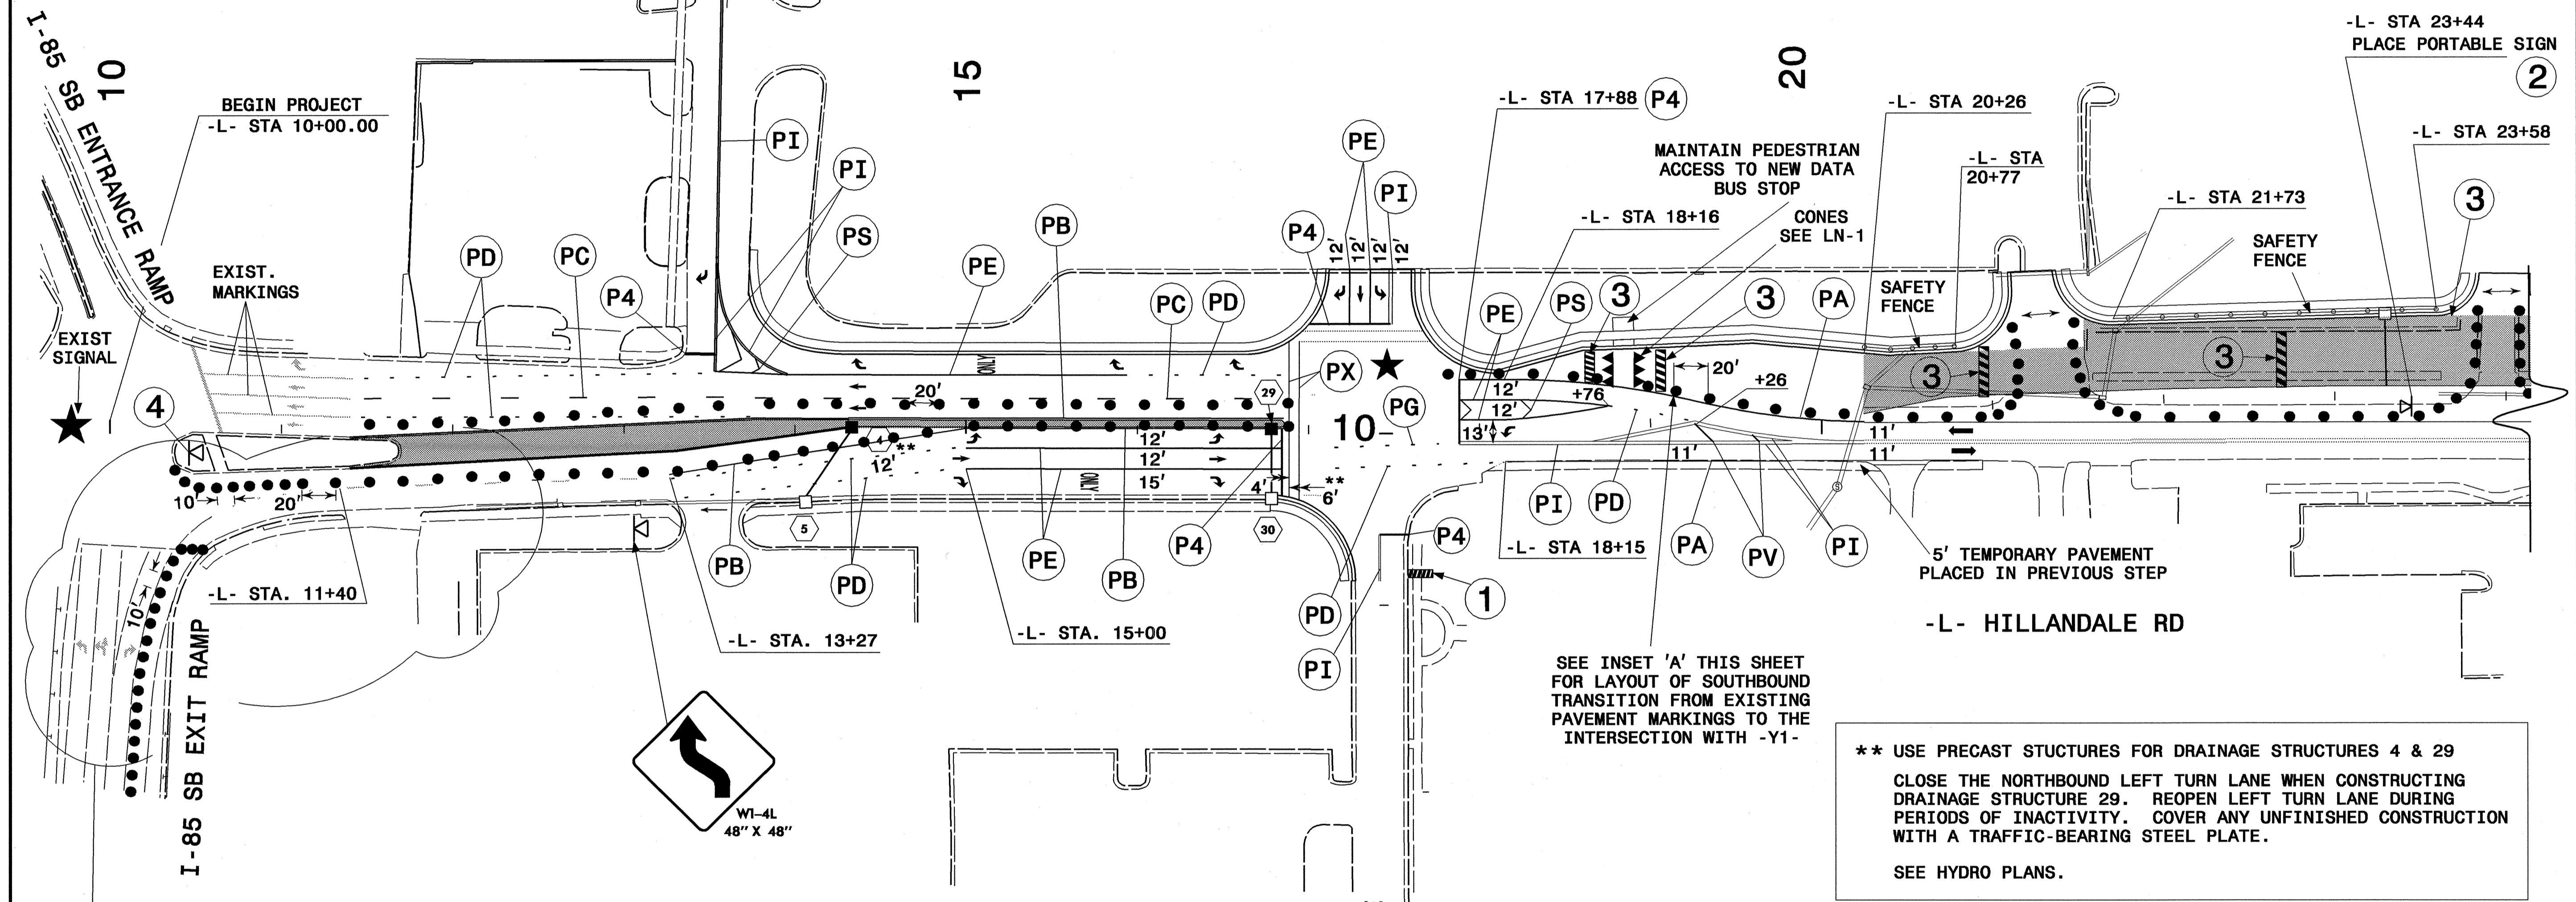 I-85 SB ENTRANCE RAMP
10
BEGIN PROJECT
-L- STA 10+00.00
15
20
-L- STA 23+44
PLACE PORTABLE SIGN
2
-L- STA 17+88
P4
-L- STA 20+26
-L- STA 23+58
PI
PE
PI
MAINTAIN PEDESTRIAN
ACCESS TO NEW DATA
BUS STOP
-L- STA
20+77
PI
PS
PB
P4
-L- STA 18+16
CONES
SEE LN-1
-L- STA 21+73
3
SAFETY
FENCE
12'
12'
12'
12'
PD
PC
PE
EXIST.
MARKINGS
P4
PC
PD
PE
PS
3
3
PA
SAFETY
FENCE
EXIST
SIGNAL
ONLY
PX
PG
20'
+26
3
3
4
20'
29
10
12'
12'
13'
+76
12'
12'
15'
4
12'
**
ONLY
4'
**
6'
11'
11'
11'
10'
20'
5
30
P4
PI
PD
PA
PV
PI
P4
PB
PD
PE
PB
-L- STA 18+15
5' TEMPORARY PAVEMENT
PLACED IN PREVIOUS STEP
1
-L- STA. 11+40
10'
-L- STA. 13+27
-L- STA. 15+00
PD
PI
-L- HILLANDALE RD
I-85 SB EXIT RAMP
SEE INSET 'A' THIS SHEET
FOR LAYOUT OF SOUTHBOUND
TRANSITION FROM EXISTING
PAVEMENT MARKINGS TO THE
INTERSECTION WITH -Y1-
W1-4L
48" X 48"
** USE PRECAST STUCTURES FOR DRAINAGE STRUCTURES 4 & 29
CLOSE THE NORTHBOUND LEFT TURN LANE WHEN CONSTRUCTING
DRAINAGE STRUCTURE 29. REOPEN LEFT TURN LANE DURING
PERIODS OF INACTIVITY. COVER ANY UNFINISHED CONSTRUCTION
WITH A TRAFFIC-BEARING STEEL PLATE.
SEE HYDRO PLANS.